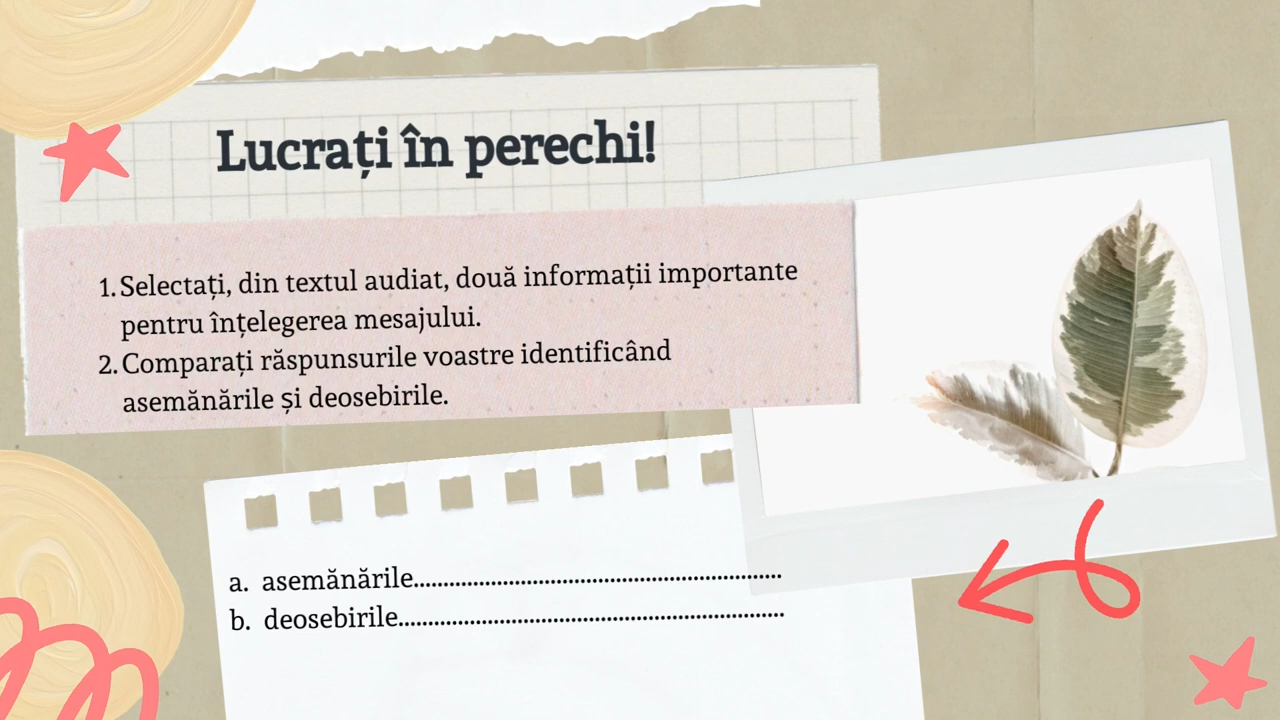 Lucrați în perechi!
1. Selectați, din textul audiat, două informații importante
pentru înțelegerea mesajului.
2. Comparați răspunsurile voastre identificând
asemănările și deosebirile.
a. asemănările.............................................................
b. deosebirile................................................................